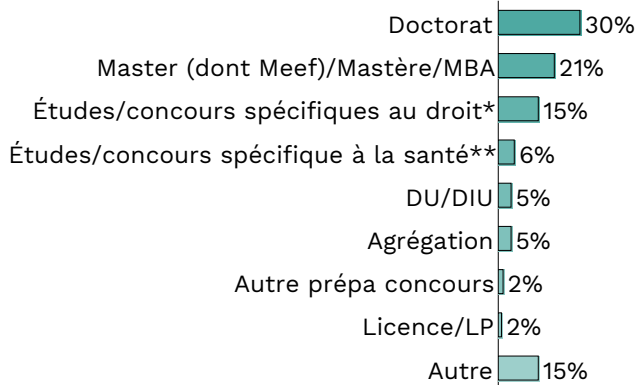 Doctorat 30%
Master (dont Meef)/Mastère/MBA 21%
Études/concours spécifiques au droit* 15%
Études/concours spécifique à la santé** 6%
DU/DIU 5%
Agrégation 5%
Autre prépa concours 2%
Licence/LP 2%
Autre 15%